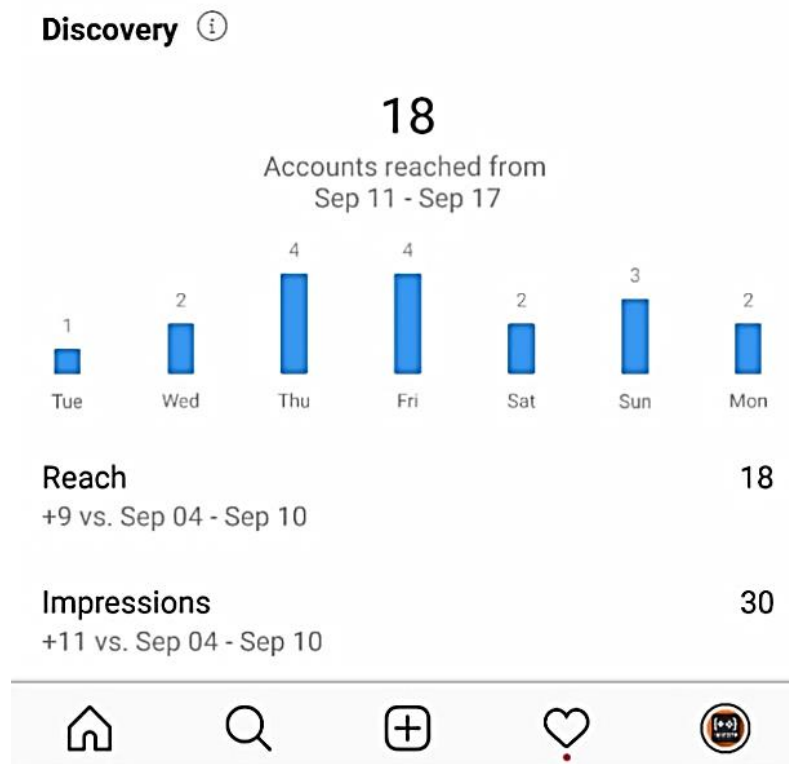 Discovery
18
Accounts reached from
Sep 11 - Sep 17
1 2 4 4 2 3 2
Tue Wed Thu Fri Sat Sun Mon
Reach 18
+9 vs. Sep 04 - Sep 10
Impressions 30
+11 vs. Sep 04 - Sep 10